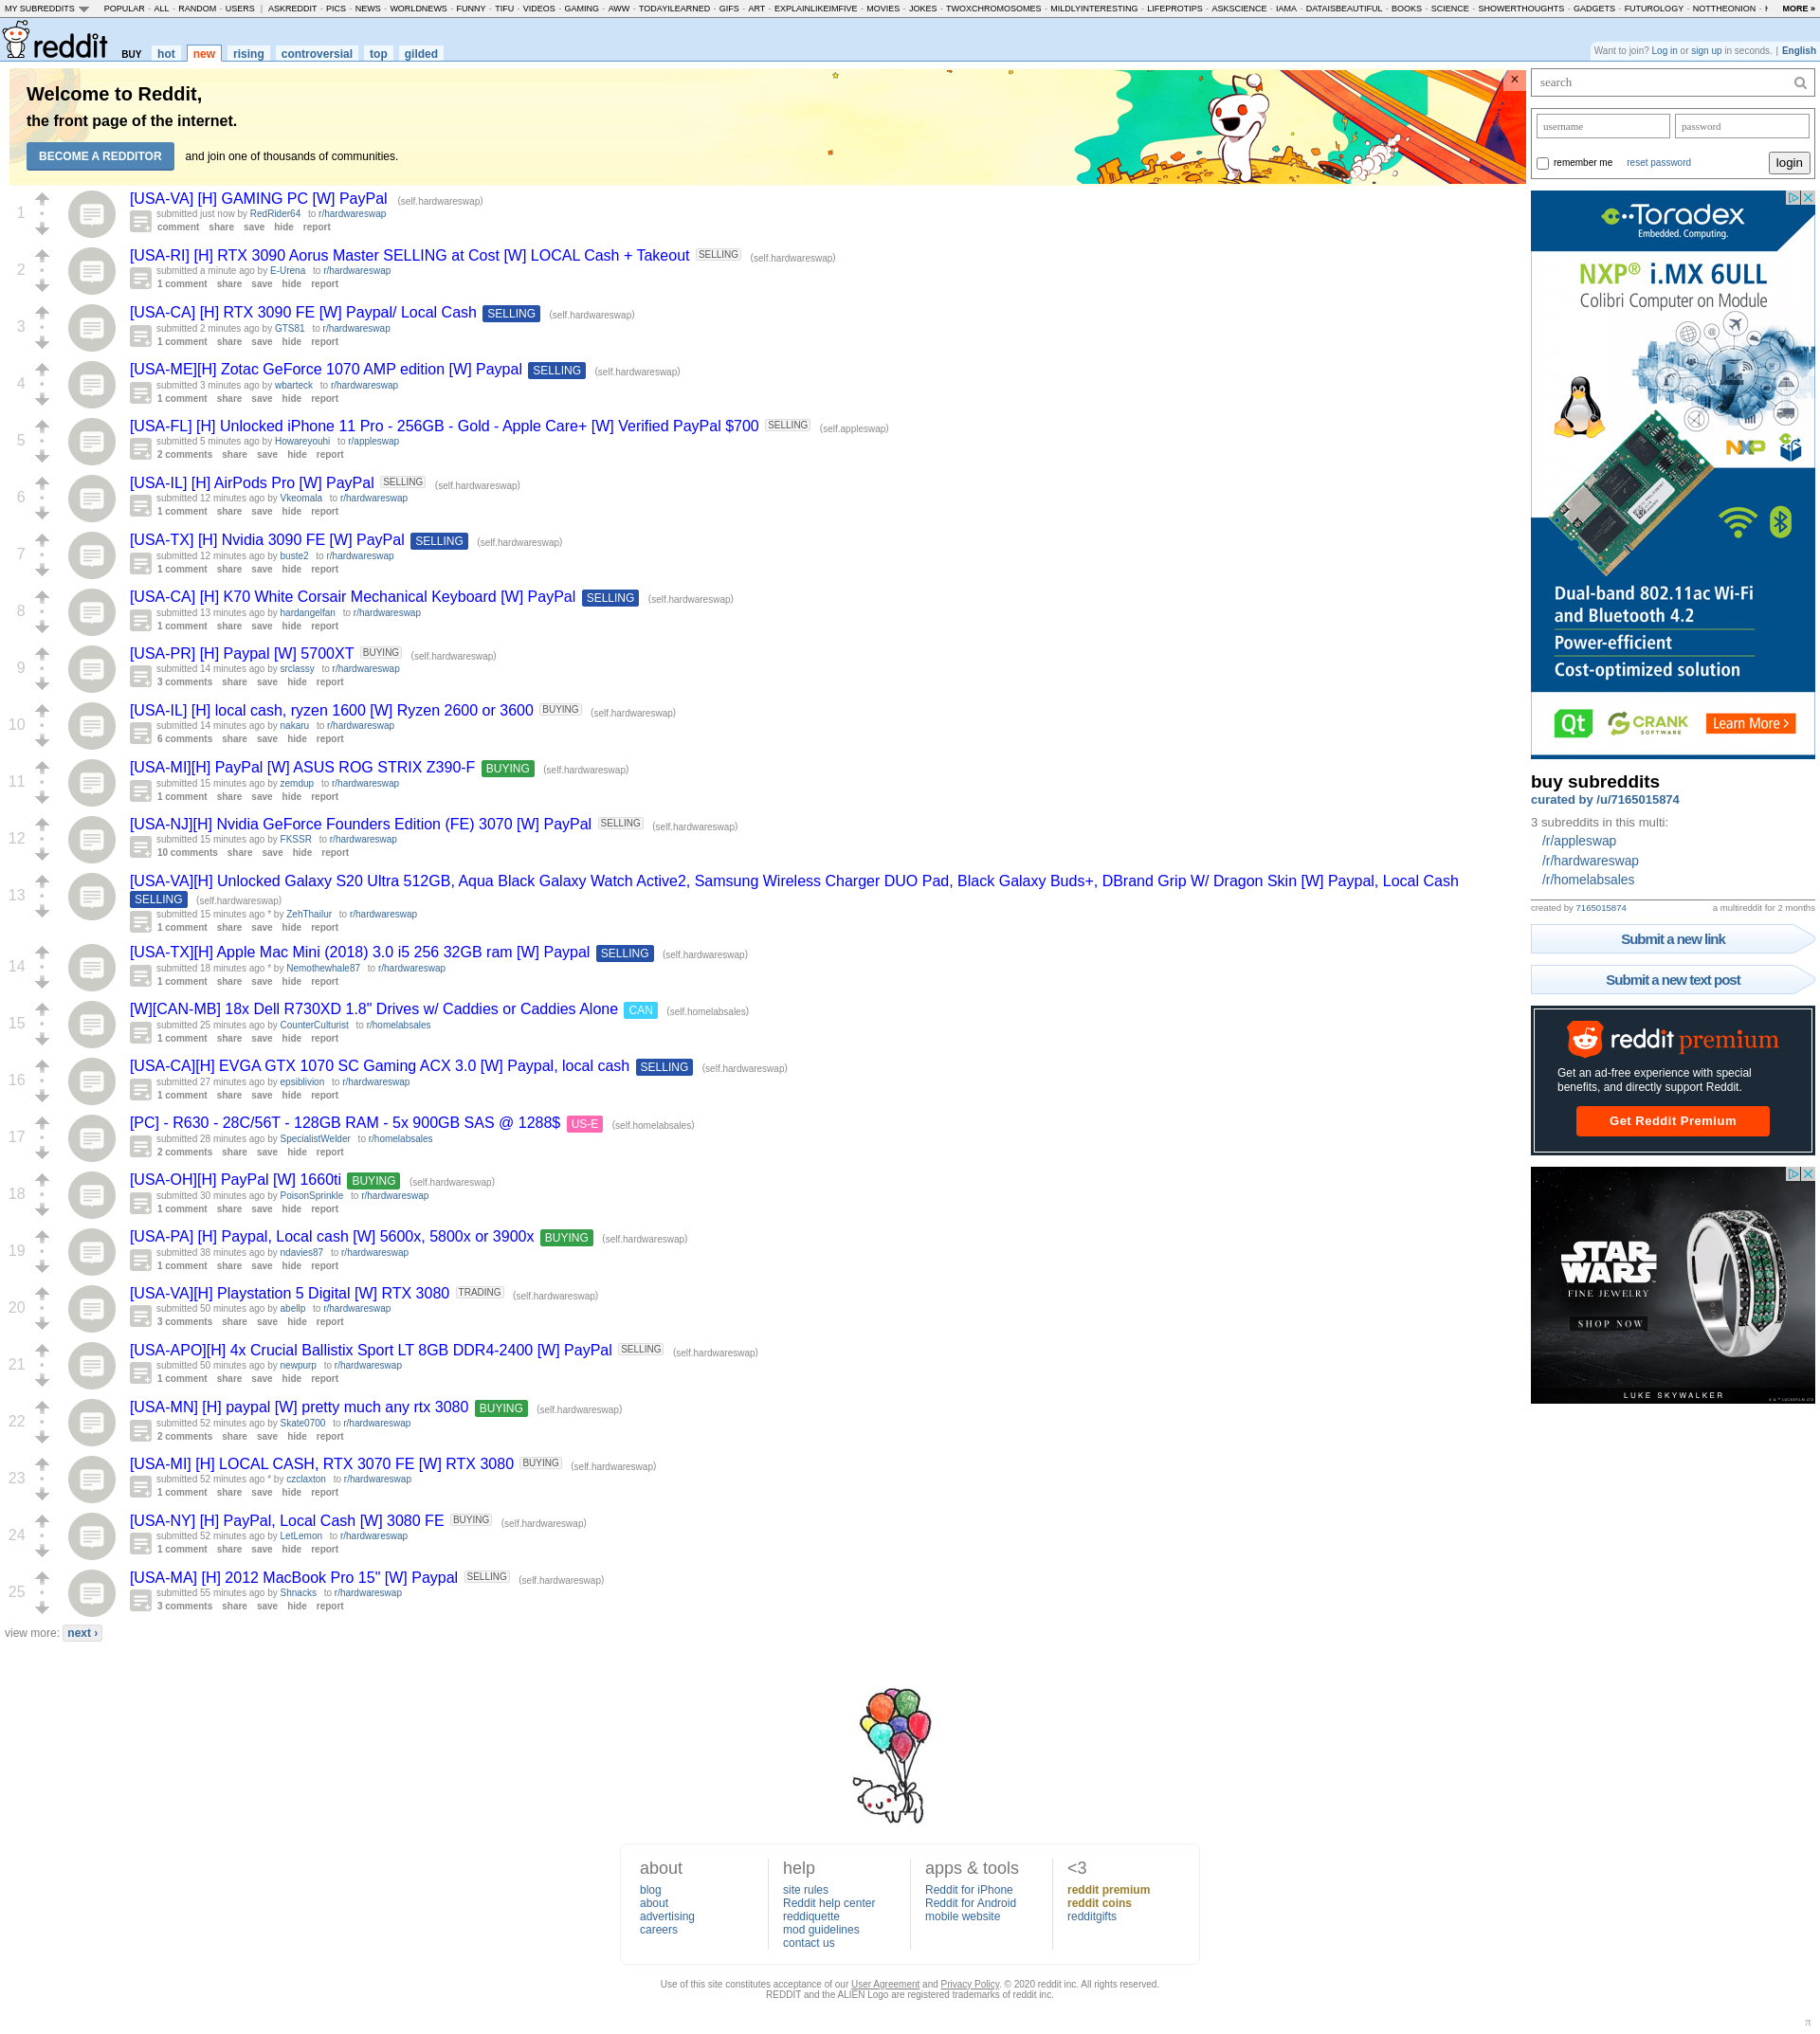 MY SUBREDDITS POPULAR - ALL - RANDOM - USERS | ASKREDDIT - PICS - NEWS - WORLDNEWS - FUNNY - TIFU - VIDEOS - GAMING - AWW - TODAYILEARNED - GIFS - ART - EXPLAINLIKEIMFIVE - MOVIES - JOKES - TWOXCHROMOSOMES - MILDLYINTERESTING - LIFEPROTIPS - ASKSCIENCE - IAMA - DATAISBEAUTIFUL - BOOKS - SCIENCE - SHOWERTHOUGHTS - GADGETS - FUTUROLOGY - NOTTHEONION - MORE »
reddit BUY hot new rising controversial top gilded
Want to join? Log in or sign up in seconds. | English
Welcome to Reddit,
the front page of the internet.
BECOME A REDDITOR and join one of thousands of communities.
×
1
[USA-VA] [H] GAMING PC [W] PayPal (self.hardwareswap)
submitted just now by RedRider64 to r/hardwareswap
comment share save hide report
2
[USA-RI] [H] RTX 3090 Aorus Master SELLING at Cost [W] LOCAL Cash + Takeout SELLING (self.hardwareswap)
submitted a minute ago by E-Urena to r/hardwareswap
1 comment share save hide report
3
[USA-CA] [H] RTX 3090 FE [W] Paypal/ Local Cash SELLING (self.hardwareswap)
submitted 2 minutes ago by GTS81 to r/hardwareswap
1 comment share save hide report
4
[USA-ME][H] Zotac GeForce 1070 AMP edition [W] Paypal SELLING (self.hardwareswap)
submitted 3 minutes ago by wbarteck to r/hardwareswap
1 comment share save hide report
5
[USA-FL] [H] Unlocked iPhone 11 Pro - 256GB - Gold - Apple Care+ [W] Verified PayPal $700 SELLING (self.appleswap)
submitted 5 minutes ago by Howareyouhi to r/appleswap
2 comments share save hide report
6
[USA-IL] [H] AirPods Pro [W] PayPal SELLING (self.hardwareswap)
submitted 12 minutes ago by Vkeomala to r/hardwareswap
1 comment share save hide report
7
[USA-TX] [H] Nvidia 3090 FE [W] PayPal SELLING (self.hardwareswap)
submitted 12 minutes ago by buste2 to r/hardwareswap
1 comment share save hide report
8
[USA-CA] [H] K70 White Corsair Mechanical Keyboard [W] PayPal SELLING (self.hardwareswap)
submitted 13 minutes ago by hardangelfan to r/hardwareswap
1 comment share save hide report
9
[USA-PR] [H] Paypal [W] 5700XT BUYING (self.hardwareswap)
submitted 14 minutes ago by srclassy to r/hardwareswap
3 comments share save hide report
10
[USA-IL] [H] local cash, ryzen 1600 [W] Ryzen 2600 or 3600 BUYING (self.hardwareswap)
submitted 14 minutes ago by nakaru to r/hardwareswap
6 comments share save hide report
11
[USA-MI][H] PayPal [W] ASUS ROG STRIX Z390-F BUYING (self.hardwareswap)
submitted 15 minutes ago by zemdup to r/hardwareswap
1 comment share save hide report
12
[USA-NJ][H] Nvidia GeForce Founders Edition (FE) 3070 [W] PayPal SELLING (self.hardwareswap)
submitted 15 minutes ago by FKSSR to r/hardwareswap
10 comments share save hide report
13
[USA-VA][H] Unlocked Galaxy S20 Ultra 512GB, Aqua Black Galaxy Watch Active2, Samsung Wireless Charger DUO Pad, Black Galaxy Buds+, DBrand Grip W/ Dragon Skin [W] Paypal, Local Cash
SELLING (self.hardwareswap)
submitted 15 minutes ago * by ZehThailur to r/hardwareswap
1 comment share save hide report
14
[USA-TX][H] Apple Mac Mini (2018) 3.0 i5 256 32GB ram [W] Paypal SELLING (self.hardwareswap)
submitted 18 minutes ago * by Nemothewhale87 to r/hardwareswap
1 comment share save hide report
15
[W][CAN-MB] 18x Dell R730XD 1.8" Drives w/ Caddies or Caddies Alone CAN (self.homelabsales)
submitted 25 minutes ago by CounterCulturist to r/homelabsales
1 comment share save hide report
16
[USA-CA][H] EVGA GTX 1070 SC Gaming ACX 3.0 [W] Paypal, local cash SELLING (self.hardwareswap)
submitted 27 minutes ago by epsiblivion to r/hardwareswap
1 comment share save hide report
17
[PC] - R630 - 28C/56T - 128GB RAM - 5x 900GB SAS @ 1288$ US-E (self.homelabsales)
submitted 28 minutes ago by SpecialistWelder to r/homelabsales
2 comments share save hide report
18
[USA-OH][H] PayPal [W] 1660ti BUYING (self.hardwareswap)
submitted 30 minutes ago by PoisonSprinkle to r/hardwareswap
1 comment share save hide report
19
[USA-PA] [H] Paypal, Local cash [W] 5600x, 5800x or 3900x BUYING (self.hardwareswap)
submitted 38 minutes ago by ndavies87 to r/hardwareswap
1 comment share save hide report
20
[USA-VA][H] Playstation 5 Digital [W] RTX 3080 TRADING (self.hardwareswap)
submitted 50 minutes ago by abellp to r/hardwareswap
3 comments share save hide report
21
[USA-APO][H] 4x Crucial Ballistix Sport LT 8GB DDR4-2400 [W] PayPal SELLING (self.hardwareswap)
submitted 50 minutes ago by newpurp to r/hardwareswap
1 comment share save hide report
22
[USA-MN] [H] paypal [W] pretty much any rtx 3080 BUYING (self.hardwareswap)
submitted 52 minutes ago by Skate0700 to r/hardwareswap
2 comments share save hide report
23
[USA-MI] [H] LOCAL CASH, RTX 3070 FE [W] RTX 3080 BUYING (self.hardwareswap)
submitted 52 minutes ago * by czclaxton to r/hardwareswap
1 comment share save hide report
24
[USA-NY] [H] PayPal, Local Cash [W] 3080 FE BUYING (self.hardwareswap)
submitted 52 minutes ago by LetLemon to r/hardwareswap
1 comment share save hide report
25
[USA-MA] [H] 2012 MacBook Pro 15" [W] Paypal SELLING (self.hardwareswap)
submitted 55 minutes ago by Shnacks to r/hardwareswap
3 comments share save hide report
view more: next ›
search
username password
remember me reset password login
Toradex
Embedded. Computing.
NXP® i.MX 6ULL
Colibri Computer on Module
NXP
Dual-band 802.11ac Wi-Fi
and Bluetooth 4.2
Power-efficient
Cost-optimized solution
Qt CRANK SOFTWARE Learn More >
buy subreddits
curated by /u/7165015874
3 subreddits in this multi:
/r/appleswap
/r/hardwareswap
/r/homelabsales
created by 7165015874 a multireddit for 2 months
Submit a new link
Submit a new text post
reddit premium
Get an ad-free experience with special
benefits, and directly support Reddit.
Get Reddit Premium
STAR
WARS
FINE JEWELRY
SHOP NOW
LUKE SKYWALKER
about
blog
about
advertising
careers
help
site rules
Reddit help center
reddiquette
mod guidelines
contact us
apps & tools
Reddit for iPhone
Reddit for Android
mobile website
<3
reddit premium
reddit coins
redditgifts
Use of this site constitutes acceptance of our User Agreement and Privacy Policy. © 2020 reddit inc. All rights reserved.
REDDIT and the ALIEN Logo are registered trademarks of reddit inc.
π